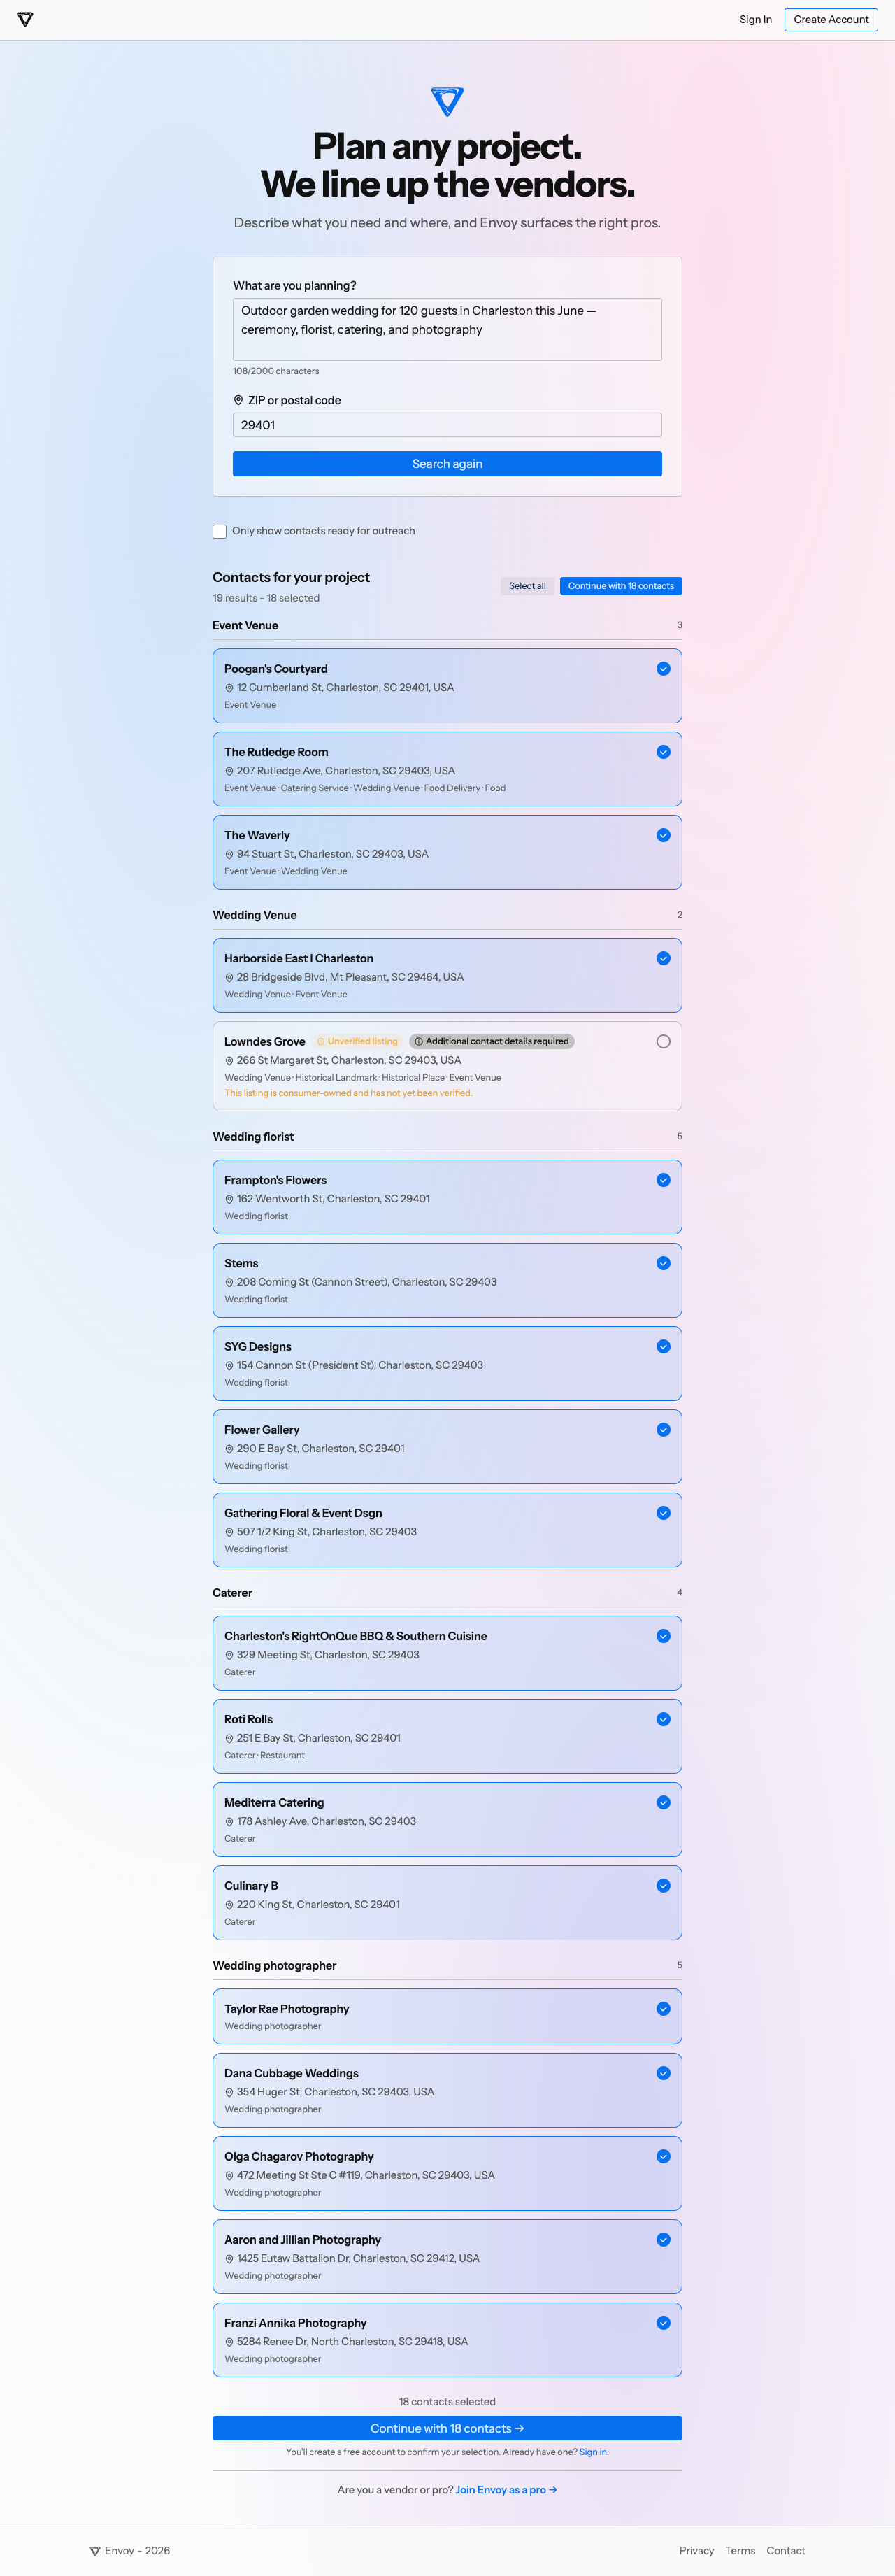 Sign In
Create Account
Plan any project.
We line up the vendors.
Describe what you need and where, and Envoy surfaces the right pros.
What are you planning?
Outdoor garden wedding for 120 guests in Charleston this June —
ceremony, florist, catering, and photography
108/2000 characters
ZIP or postal code
29401
Search again
Only show contacts ready for outreach
Contacts for your project
19 results - 18 selected
Select all
Continue with 18 contacts
Event Venue
3
Poogan's Courtyard
12 Cumberland St, Charleston, SC 29401, USA
Event Venue
The Rutledge Room
207 Rutledge Ave, Charleston, SC 29403, USA
Event Venue · Catering Service · Wedding Venue · Food Delivery · Food
The Waverly
94 Stuart St, Charleston, SC 29403, USA
Event Venue · Wedding Venue
Wedding Venue
2
Harborside East I Charleston
28 Bridgeside Blvd, Mt Pleasant, SC 29464, USA
Wedding Venue · Event Venue
Lowndes Grove
Unverified listing
Additional contact details required
266 St Margaret St, Charleston, SC 29403, USA
Wedding Venue · Historical Landmark · Historical Place · Event Venue
This listing is consumer-owned and has not yet been verified.
Wedding florist
5
Frampton's Flowers
162 Wentworth St, Charleston, SC 29401
Wedding florist
Stems
208 Coming St (Cannon Street), Charleston, SC 29403
Wedding florist
SYG Designs
154 Cannon St (President St), Charleston, SC 29403
Wedding florist
Flower Gallery
290 E Bay St, Charleston, SC 29401
Wedding florist
Gathering Floral & Event Dsgn
507 1/2 King St, Charleston, SC 29403
Wedding florist
Caterer
4
Charleston's RightOnQue BBQ & Southern Cuisine
329 Meeting St, Charleston, SC 29403
Caterer
Roti Rolls
251 E Bay St, Charleston, SC 29401
Caterer · Restaurant
Mediterra Catering
178 Ashley Ave, Charleston, SC 29403
Caterer
Culinary B
220 King St, Charleston, SC 29401
Caterer
Wedding photographer
5
Taylor Rae Photography
Wedding photographer
Dana Cubbage Weddings
354 Huger St, Charleston, SC 29403, USA
Wedding photographer
Olga Chagarov Photography
472 Meeting St Ste C #119, Charleston, SC 29403, USA
Wedding photographer
Aaron and Jillian Photography
1425 Eutaw Battalion Dr, Charleston, SC 29412, USA
Wedding photographer
Franzi Annika Photography
5284 Renee Dr, North Charleston, SC 29418, USA
Wedding photographer
18 contacts selected
Continue with 18 contacts →
You'll create a free account to confirm your selection. Already have one? Sign in.
Are you a vendor or pro? Join Envoy as a pro →
Envoy - 2026
Privacy
Terms
Contact